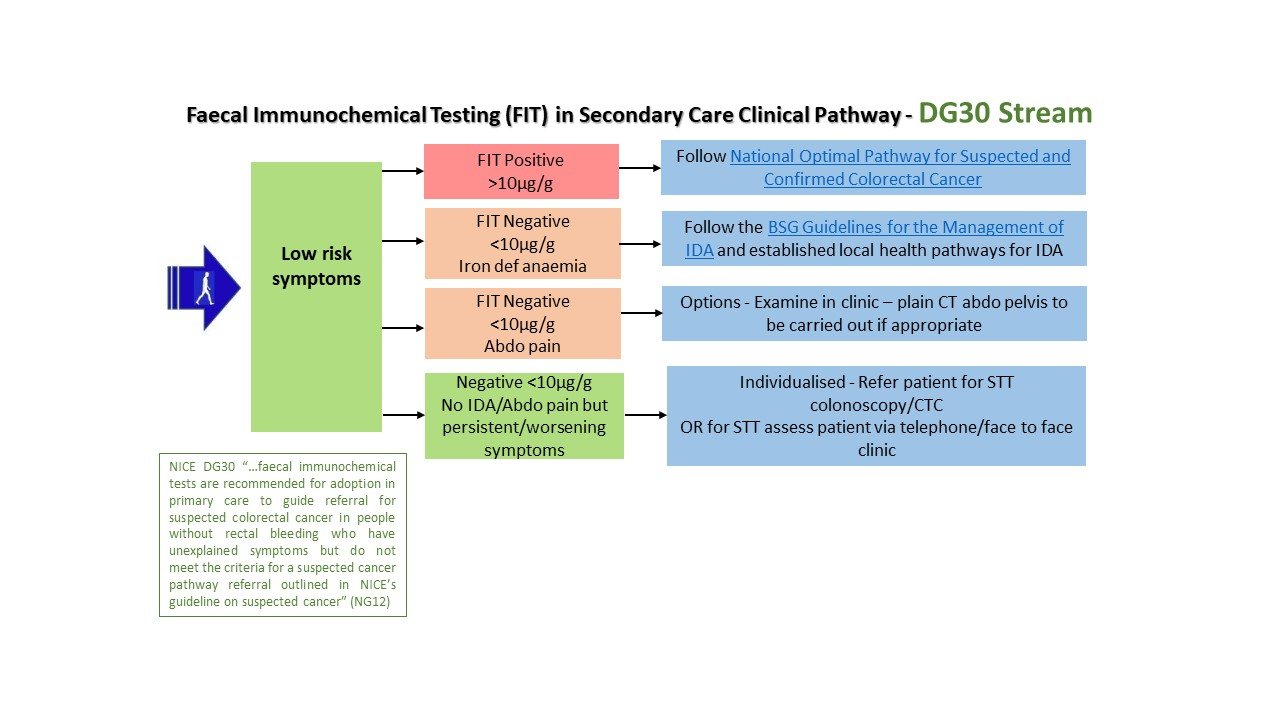 Faecal Immunochemical Testing (FIT) in Secondary Care Clinical Pathway - DG30 Stream
Low risk
symptoms
FIT Positive
>10µg/g
Follow National Optimal Pathway for Suspected and
Confirmed Colorectal Cancer
FIT Negative
<10µg/g
Iron def anaemia
Follow the BSG Guidelines for the Management of
IDA and established local health pathways for IDA
FIT Negative
<10µg/g
Abdo pain
Options - Examine in clinic – plain CT abdo pelvis to
be carried out if appropriate
Negative <10µg/g
No IDA/Abdo pain but
persistent/worsening
symptoms
Individualised - Refer patient for STT
colonoscopy/CTC
OR for STT assess patient via telephone/face to face
clinic
NICE DG30 “…faecal immunochemical
tests are recommended for adoption in
primary care to guide referral for
suspected colorectal cancer in people
without rectal bleeding who have
unexplained symptoms but do not
meet the criteria for a suspected cancer
pathway referral outlined in NICE’s
guideline on suspected cancer” (NG12)